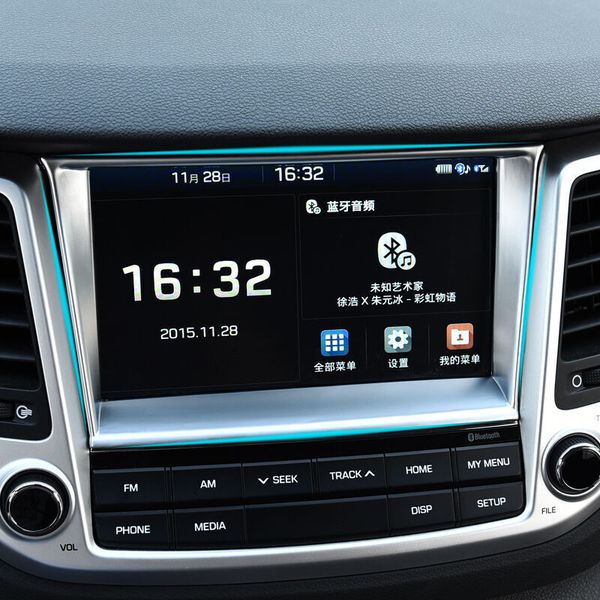 11月 28日
16:32
蓝牙音频
16:32
2015.11.28
未知艺术家
徐浩 X 朱元冰 - 彩虹物语
全部菜单
设置
我的菜单
Bluetooth
FM
AM
SEEK
TRACK
HOME
MY MENU
PHONE
MEDIA
DISP
SETUP
VOL
FILE